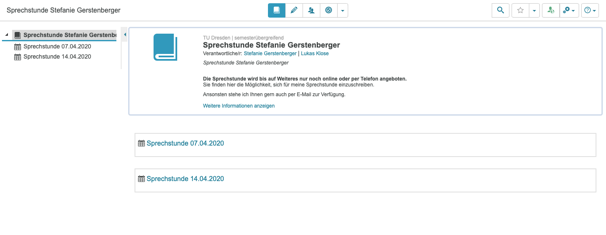 Sprechstunde Stefanie Gerstenberger
Sprechstunde Stefanie Gerstenbe
Sprechstunde 07.04.2020
Sprechstunde 14.04.2020
TU Dresden | semesterübergreifend
Sprechstunde Stefanie Gerstenberger
Verantwortliche/r: Stefanie Gerstenberger | Lukas Klose
Sprechstunde Stefanie Gerstenberger
Die Sprechstunde wird bis auf Weiteres nur noch online oder per Telefon angeboten.
Sie finden hier die Möglichkeit, sich für meine Sprechstunde einzuschreiben.
Ansonsten stehe ich Ihnen gern auch per E-Mail zur Verfügung.
Weitere Informationen anzeigen
Sprechstunde 07.04.2020
Sprechstunde 14.04.2020